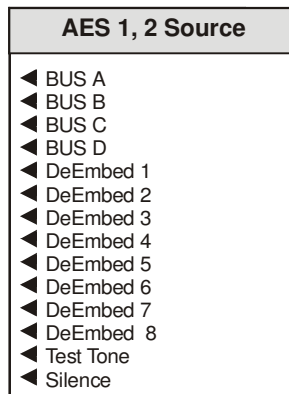 AES 1, 2 Source
BUS A
BUS B
BUS C
BUS D
DeEmbed 1
DeEmbed 2
DeEmbed 3
DeEmbed 4
DeEmbed 5
DeEmbed 6
DeEmbed 7
DeEmbed 8
Test Tone
Silence